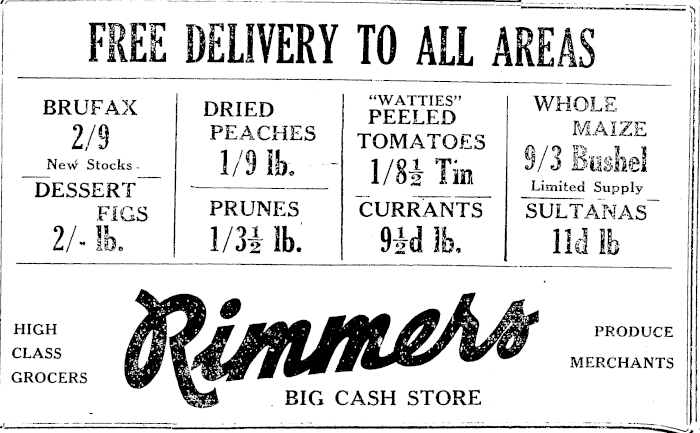 FREE DELIVERY TO ALL AREAS
BRUFAX
2/9
New Stocks
DESSERT
FIGS
2/- lb.
DRIED
PEACHES
1/9 lb.
PRUNES
1/3½ lb.
"WATTIES"
PEELED
TOMATOES
1/8½ Tin
CURRANTS
9½d lb.
WHOLE
MAIZE
9/3 Bushel
Limited Supply
SULTANAS
11d lb
HIGH
CLASS
GROCERS
Rimmers
BIG CASH STORE
PRODUCE
MERCHANTS